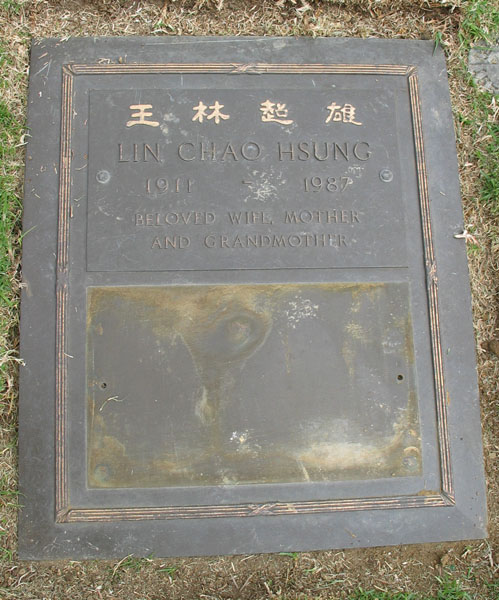 王林超雄
LIN CHAO HSUNG
1911 - 1987
BELOVED WIFE, MOTHER
AND GRANDMOTHER